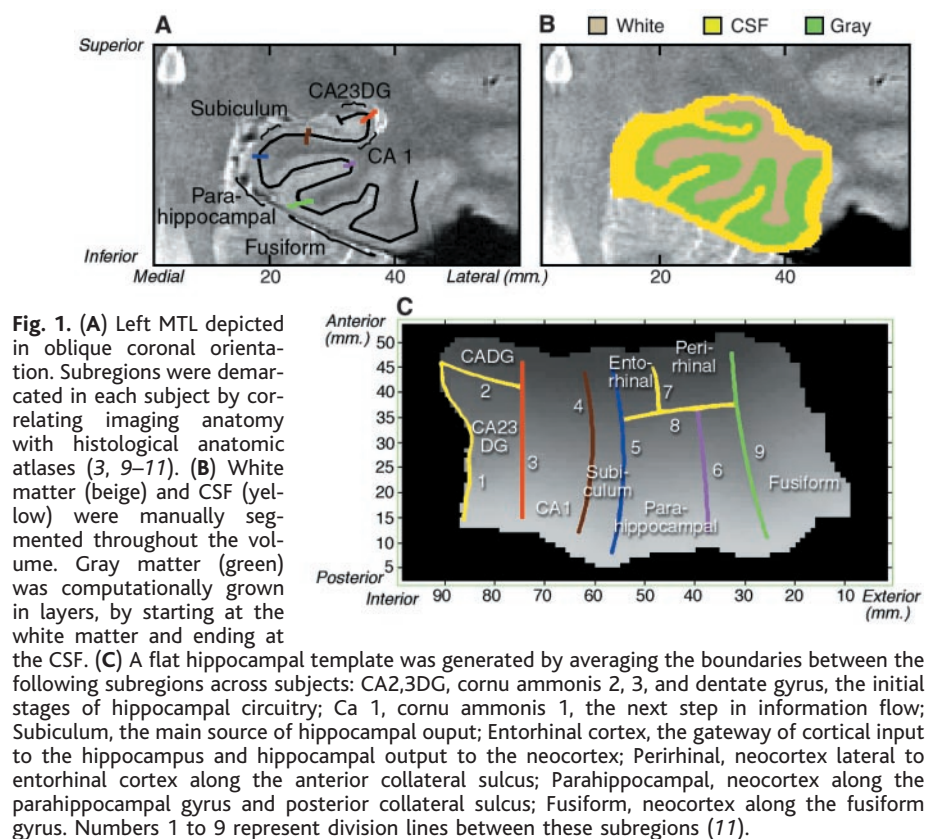 A
B
White
CSF
Gray
Superior
CA23DG
Subiculum
CA 1
Para-
hippocampal
Fusiform
Inferior
Medial
20
40
Lateral (mm.)
20
40
Fig. 1. (A) Left MTL depicted
in oblique coronal orienta-
tion. Subregions were demar-
cated in each subject by cor-
relating imaging anatomy
with histological anatomic
atlases (3, 9–11). (B) White
matter (beige) and CSF (yel-
low) were manually seg-
mented throughout the vol-
ume. Gray matter (green)
was computationally grown
in layers, by starting at the
white matter and ending at
C
Anterior
(mm.)
50
45
40
35
30
25
20
15
10
5
Posterior
CADG
Ento-
rhinal
Peri-
rhinal
2
4
7
CA23
DG
8
3
5
9
1
6
Subi-
culum
Fusiform
CA1
Para-
hippocampal
Interior
90
80
70
60
50
40
30
20
10
Exterior
(mm.)
the CSF. (C) A flat hippocampal template was generated by averaging the boundaries between the
following subregions across subjects: CA2,3DG, cornu ammonis 2, 3, and dentate gyrus, the initial
stages of hippocampal circuitry; Ca 1, cornu ammonis 1, the next step in information flow;
Subiculum, the main source of hippocampal ouput; Entorhinal cortex, the gateway of cortical input
to the hippocampus and hippocampal output to the neocortex; Perirhinal, neocortex lateral to
entorhinal cortex along the anterior collateral sulcus; Parahippocampal, neocortex along the
parahippocampal gyrus and posterior collateral sulcus; Fusiform, neocortex along the fusiform
gyrus. Numbers 1 to 9 represent division lines between these subregions (11).